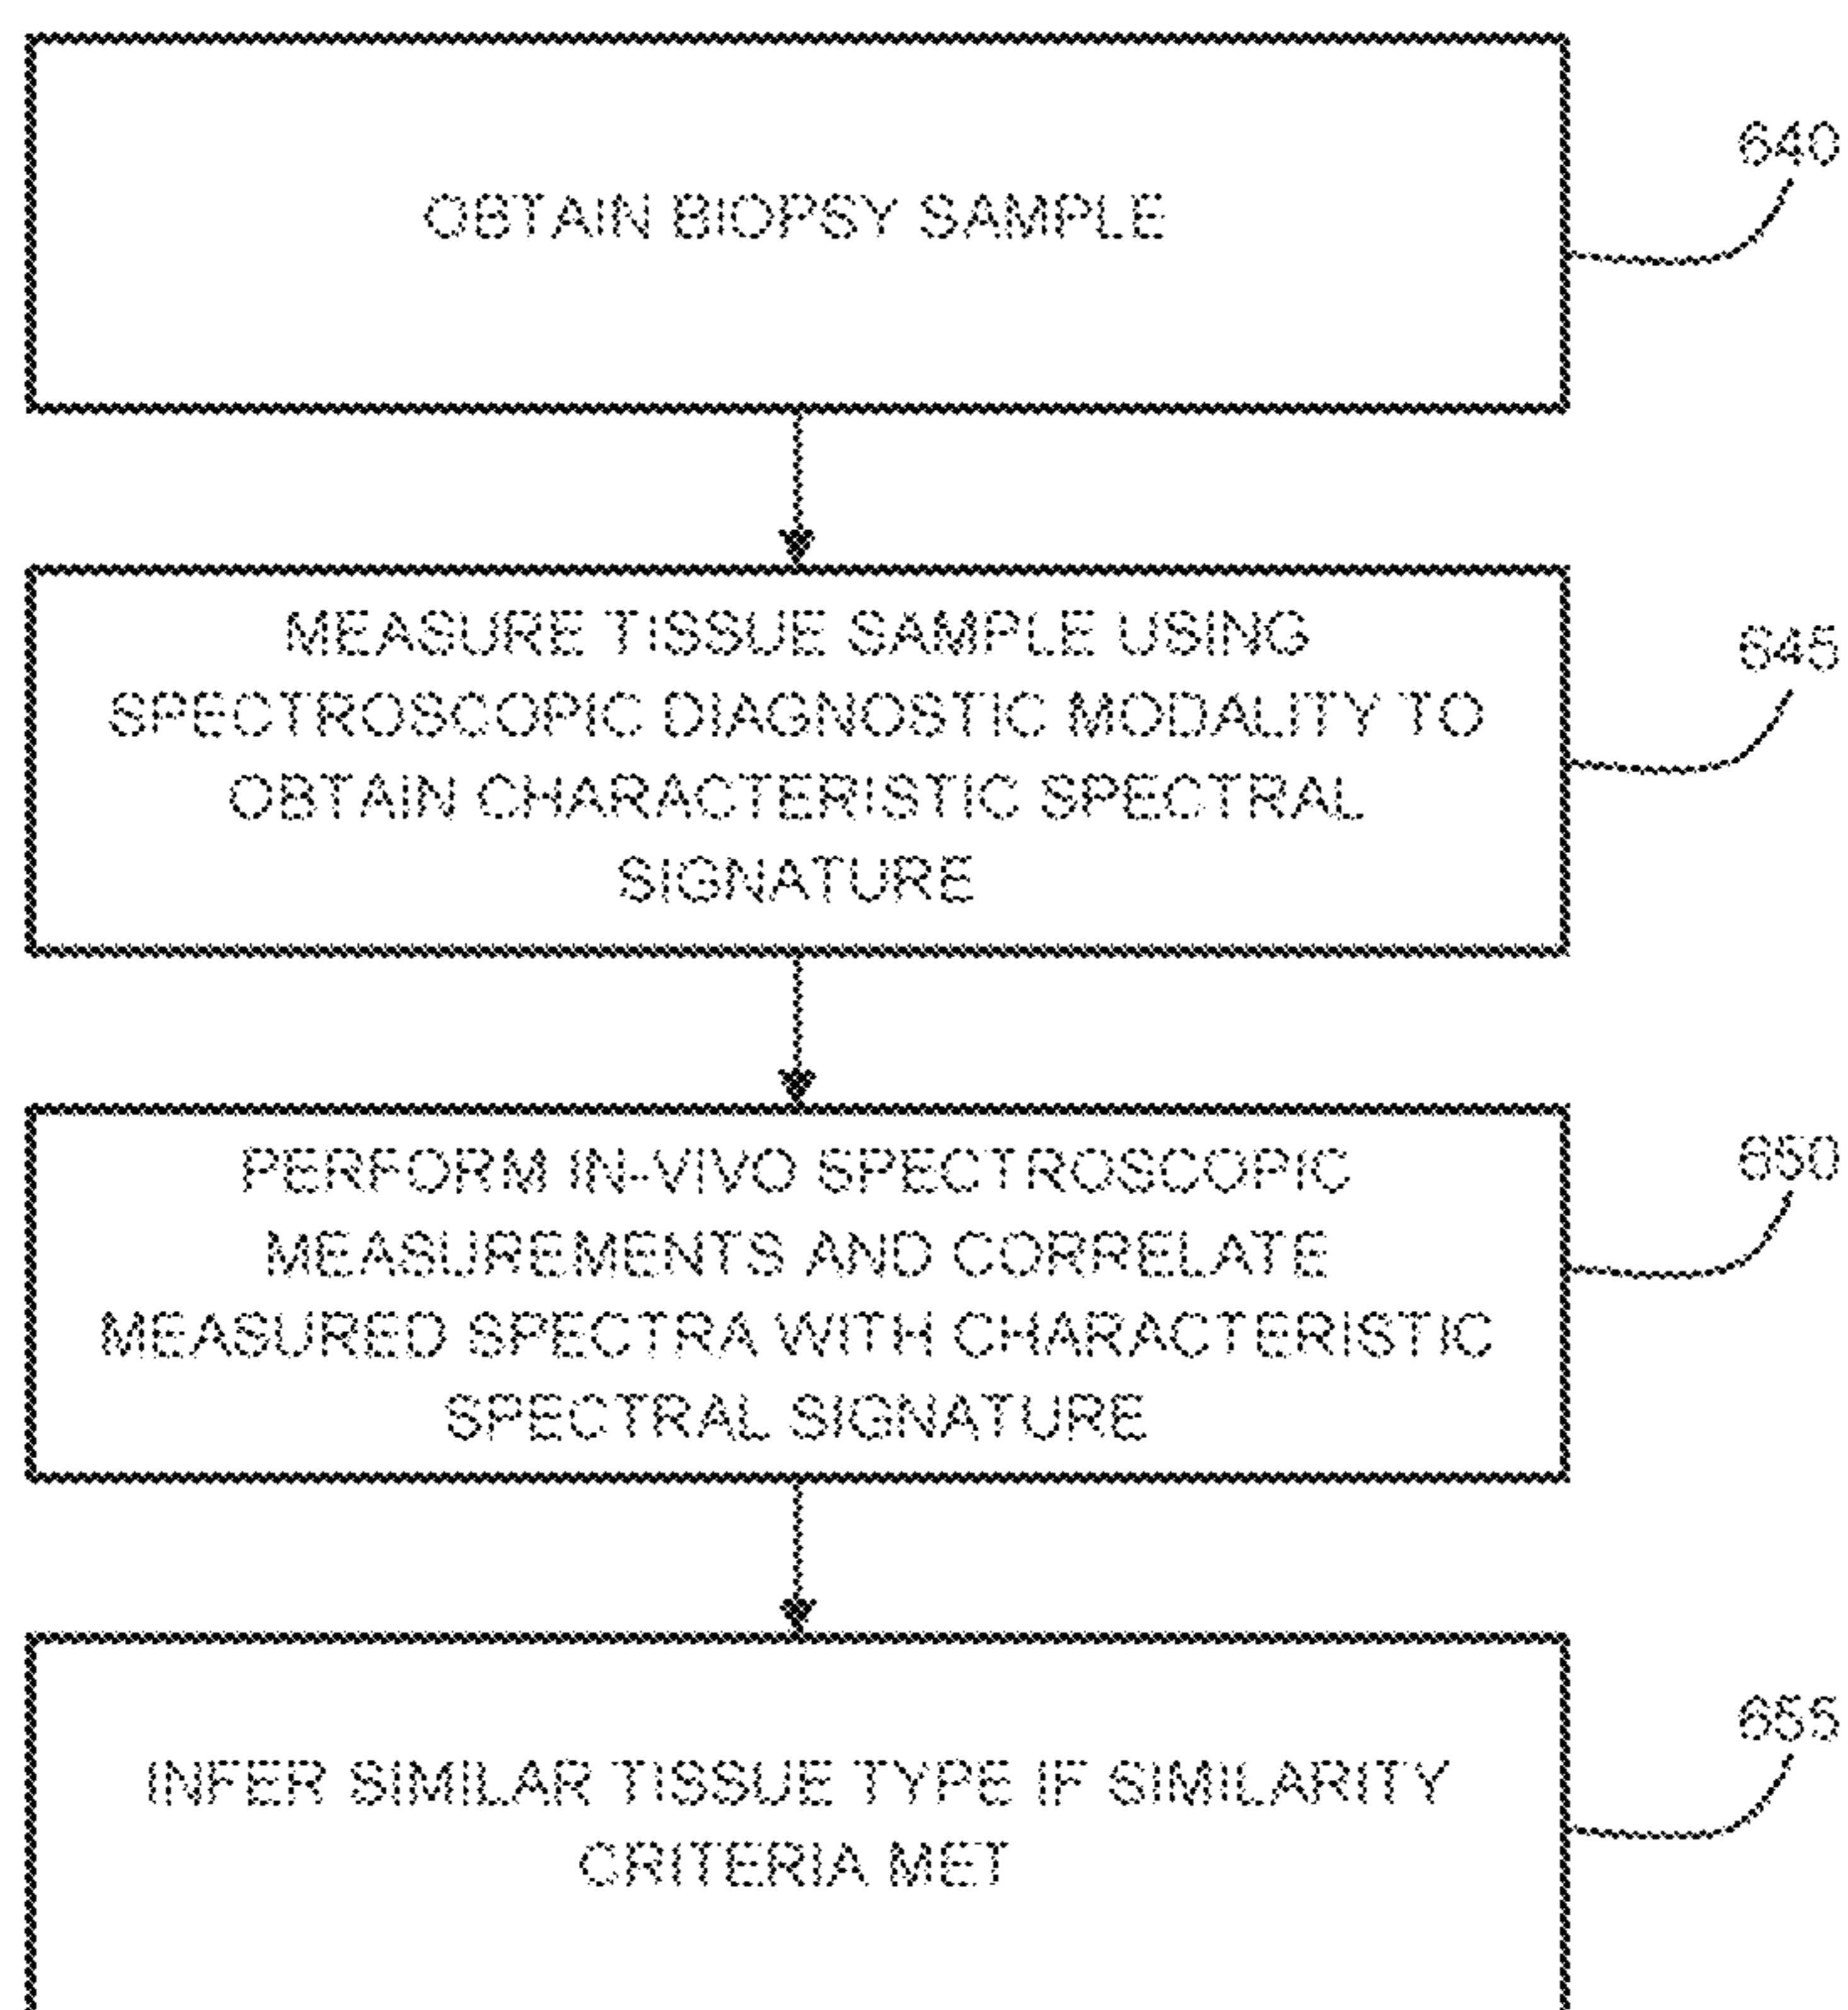 OBTAIN BIOPSY SAMPLE
640
MEASURE TISSUE SAMPLE USING
SPECTROSCOPIC DIAGNOSTIC MODALITY TO
OBTAIN CHARACTERISTIC SPECTRAL
SIGNATURE
645
PERFORM IN-VIVO SPECTROSCOPIC
MEASUREMENTS AND CORRELATE
MEASURED SPECTRA WITH CHARACTERISTIC
SPECTRAL SIGNATURE
650
INFER SIMILAR TISSUE TYPE IF SIMILARITY
CRITERIA MET
655